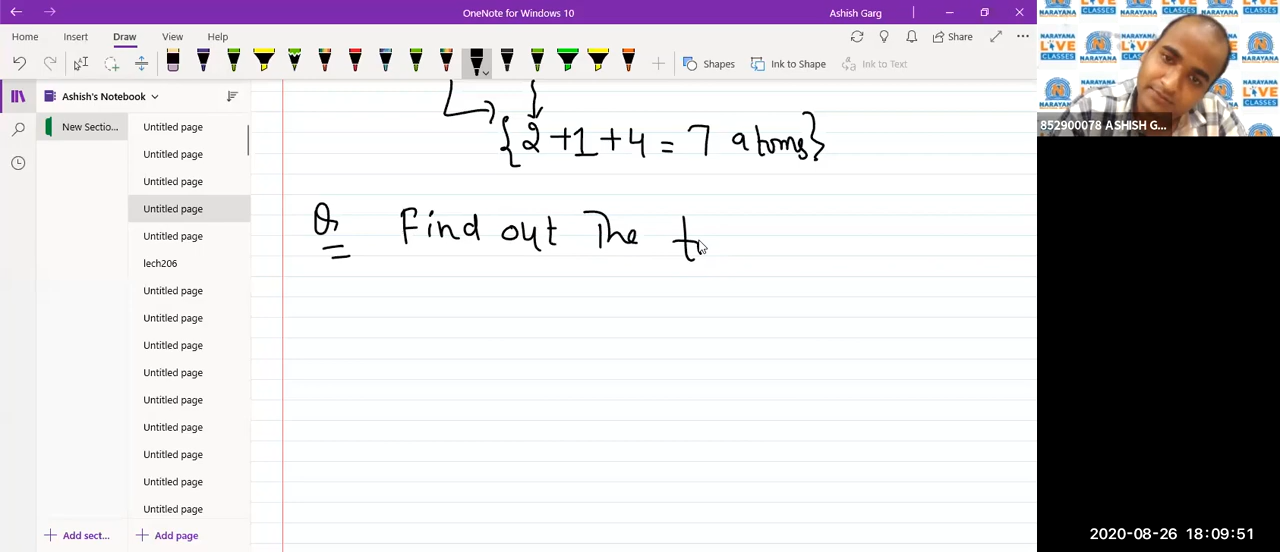 OneNote for Windows 10
Ashish Garg
Home Insert Draw View Help
Share
Shapes Ink to Shape Ink to Text
Ashish's Notebook
New Sectio...
Untitled page
Untitled page
Untitled page
Untitled page
Untitled page
lech206
Untitled page
Untitled page
Untitled page
Untitled page
Untitled page
Untitled page
Untitled page
Untitled page
Untitled page
Add sect...
Add page
{2+1+4 = 7 atoms}
Q Find out The
NARAYANA
LIVE
CLASSES
852900078 ASHISH G...
2020-08-26 18:09:51